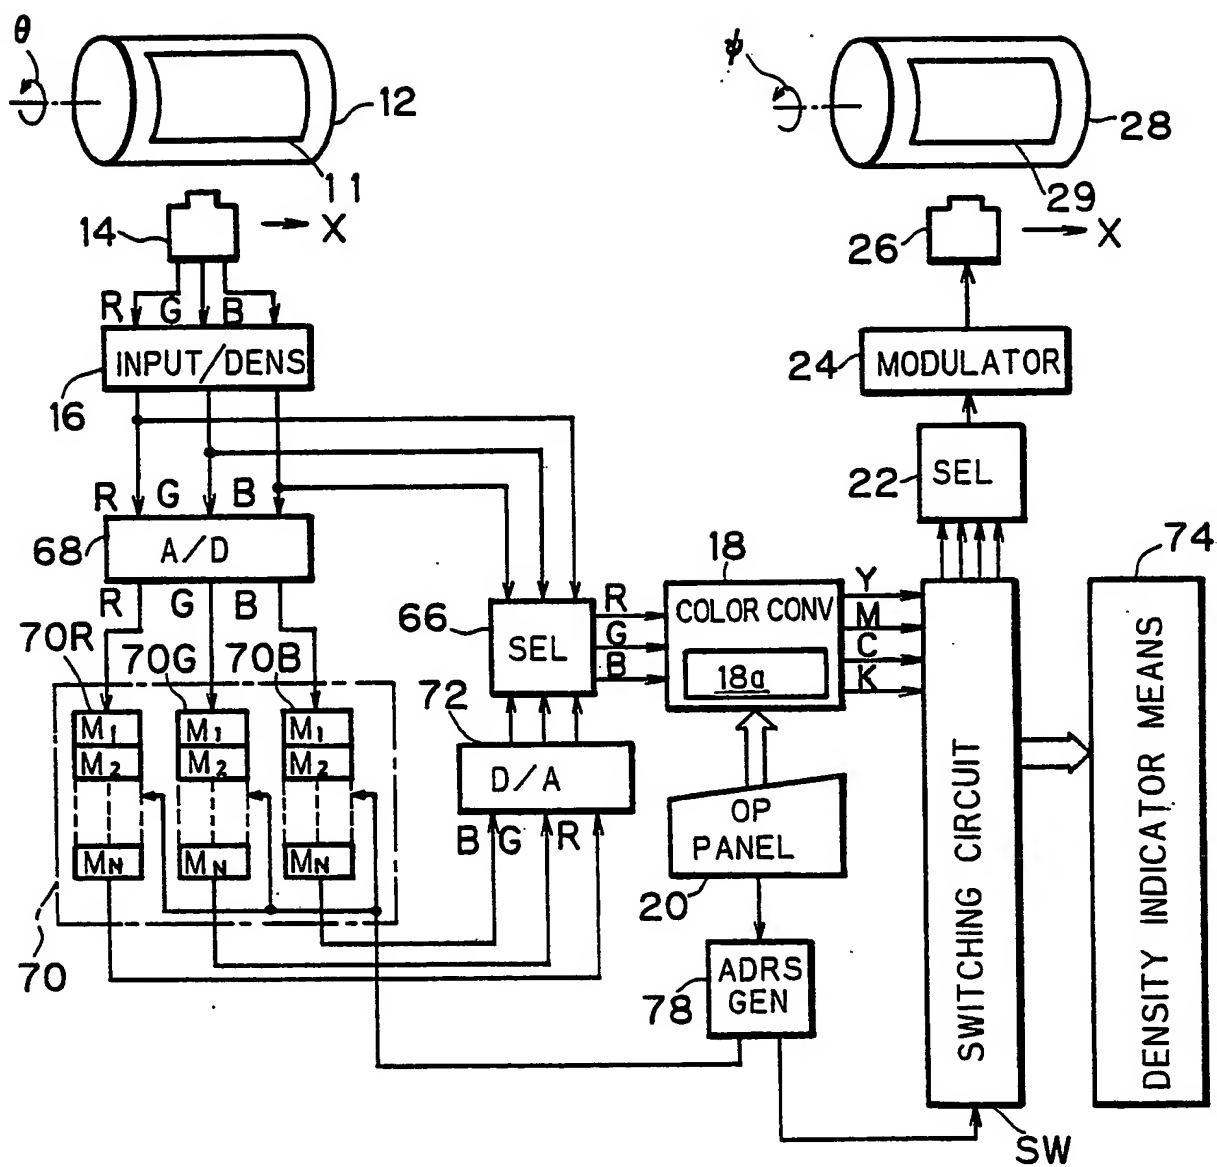 θ
12
11
14
X
R G B
INPUT/DENS
16
R G B
A/D
68
R G B
70R
70G
70B
M1
M2
MN
M1
M2
MN
M1
M2
MN
70
66
SEL
72
D/A
B G R
R
G
B
18
COLOR CONV
18a
Y
M
C
K
OP
PANEL
20
ADRS
GEN
78
ψ
28
29
26
X
24
MODULATOR
22
SEL
SWITCHING CIRCUIT
SW
74
DENSITY INDICATOR MEANS